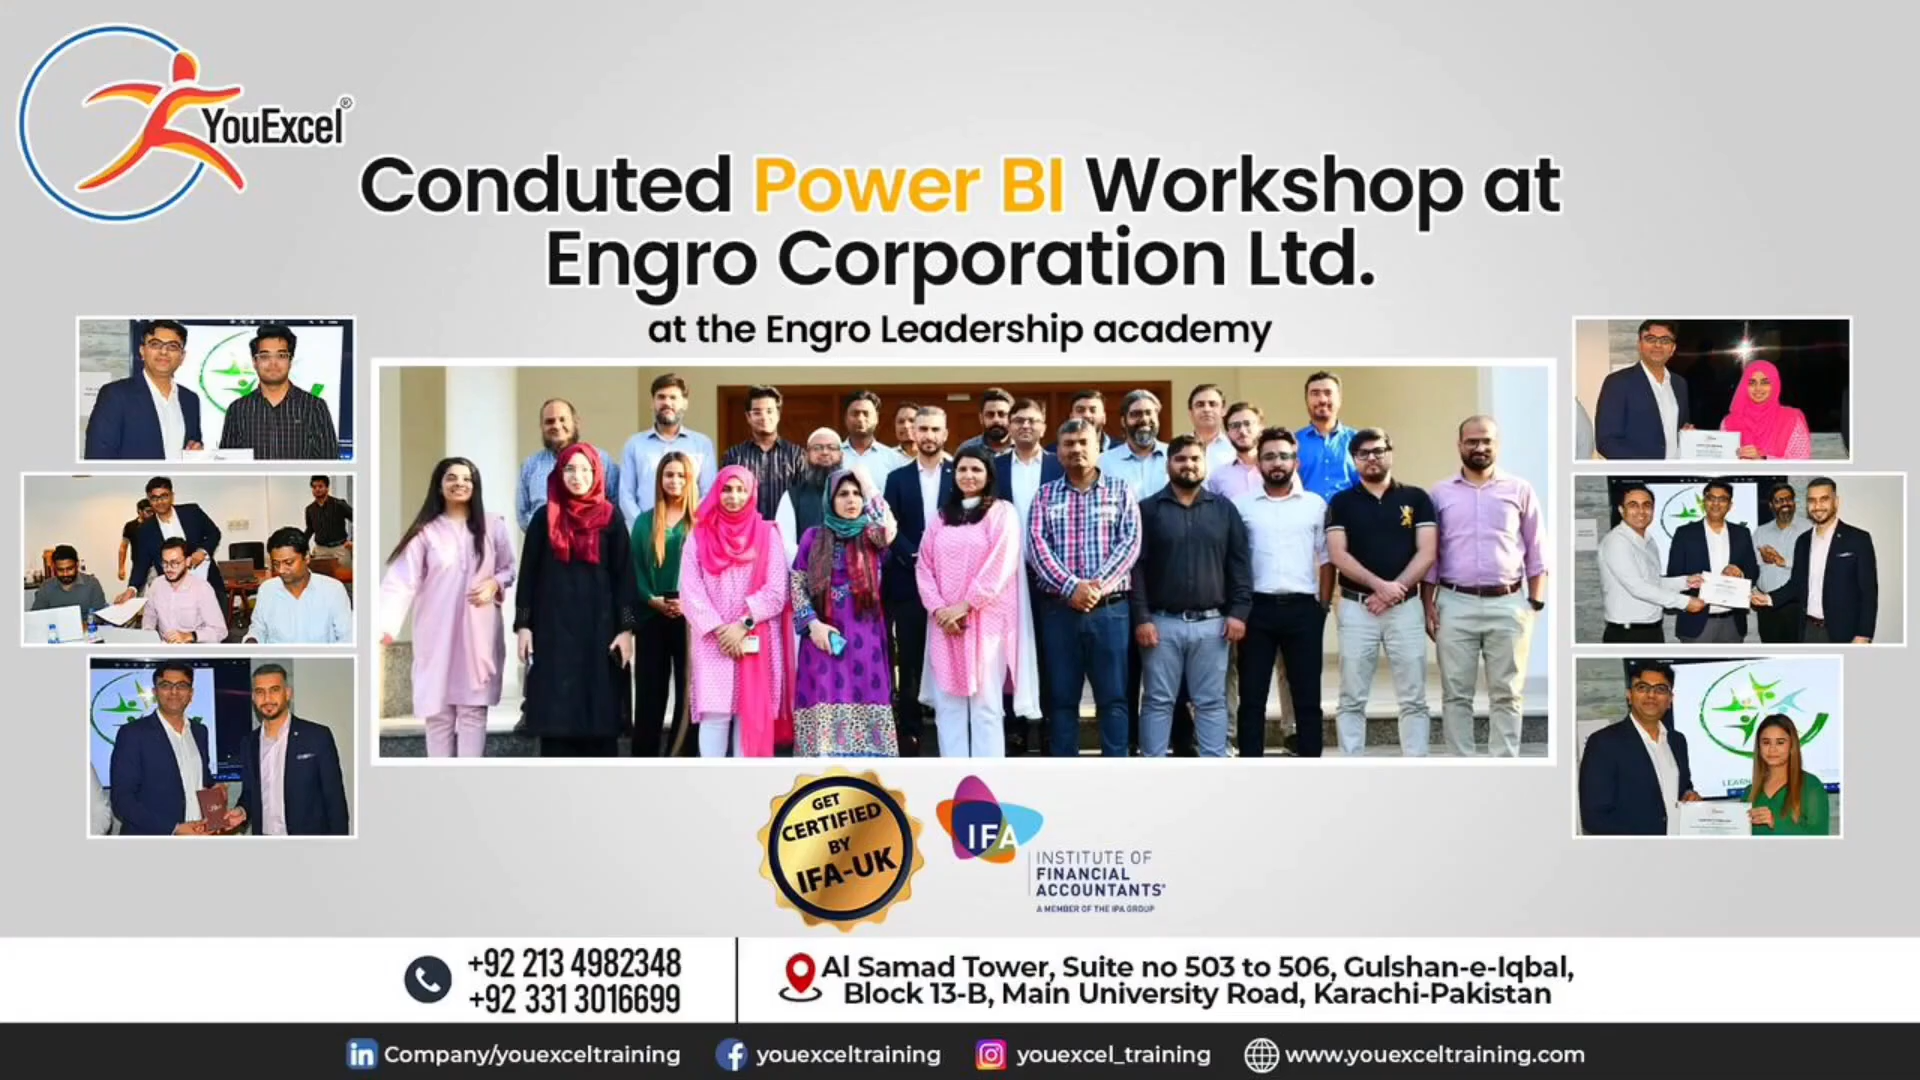 YouExcel®
Conduted Power BI Workshop at
Engro Corporation Ltd.
at the Engro Leadership academy
LEARN
GET
CERTIFIED
BY
IFA-UK
IFA
INSTITUTE OF
FINANCIAL
ACCOUNTANTS®
A MEMBER OF THE IPA GROUP
+92 213 4982348
+92 331 3016699
Al Samad Tower, Suite no 503 to 506, Gulshan-e-Iqbal,
Block 13-B, Main University Road, Karachi-Pakistan
in Company/youexceltraining
f youexceltraining
youexcel_training
www.youexceltraining.com